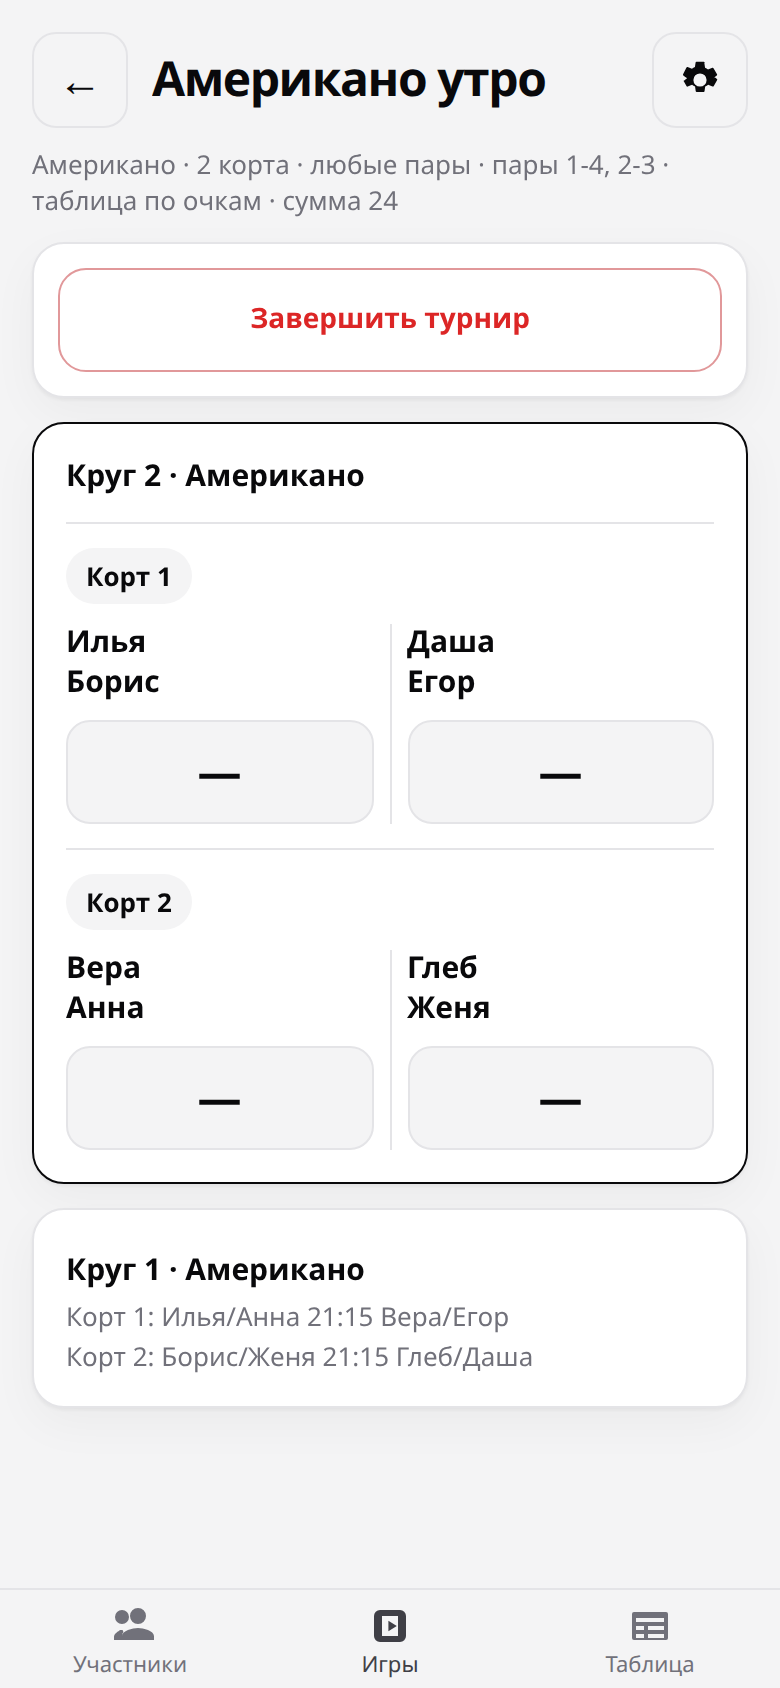 ←
Американо утро
Американо · 2 корта · любые пары · пары 1-4, 2-3 ·
таблица по очкам · сумма 24
Завершить турнир
Круг 2 · Американо
Корт 1
Илья
Борис
Даша
Егор
—
—
Корт 2
Вера
Анна
Глеб
Женя
—
—
Круг 1 · Американо
Корт 1: Илья/Анна 21:15 Вера/Егор
Корт 2: Борис/Женя 21:15 Глеб/Даша
Участники
Игры
Таблица